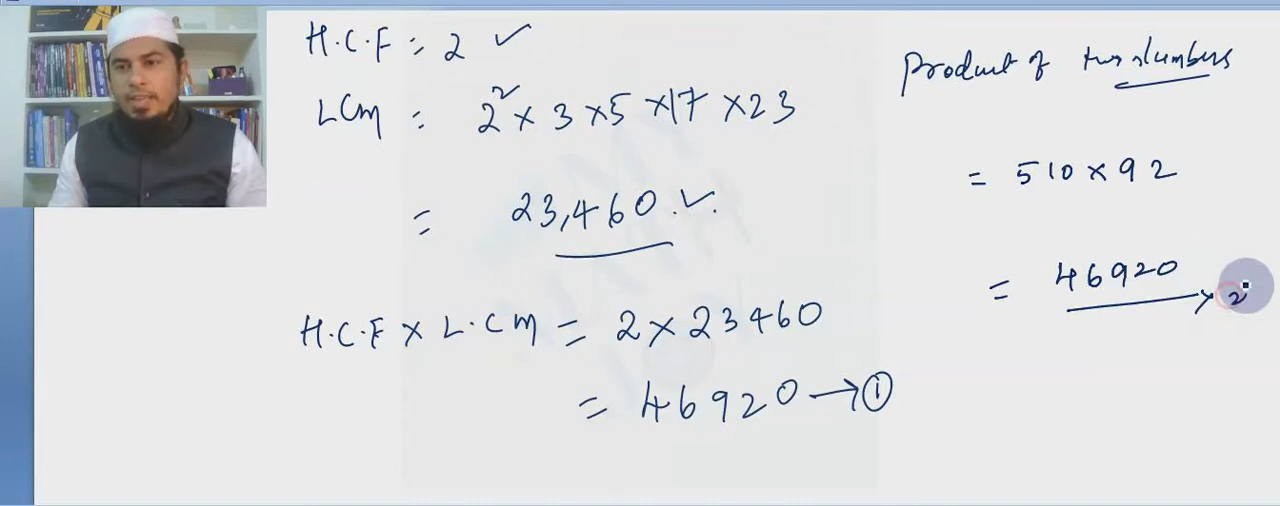 H.C.F = 2 ✓
LCM = 2² × 3 × 5 × 17 × 23
= 23,460. ✓.
H.C.F × L.CM = 2 × 23460
= 46920 → ①
Product of two numbers
= 510 × 92
= 46920 → 2